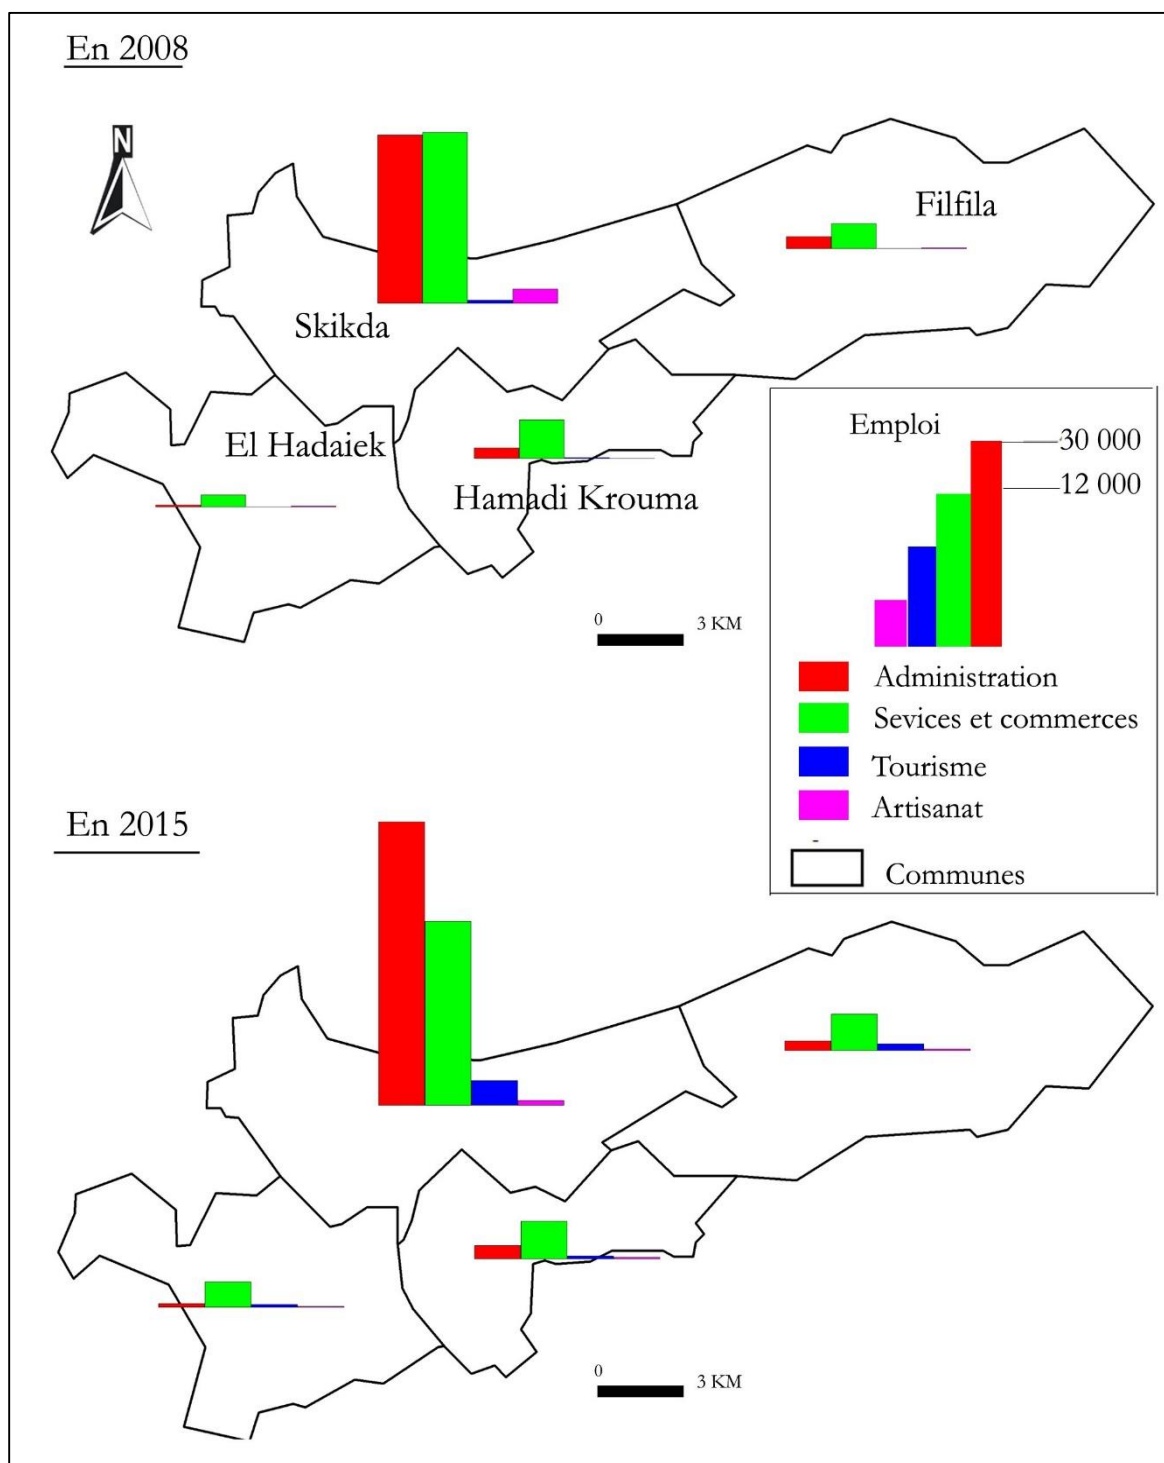 En 2008
N
Filfila
Skikda
El Hadaiek
Hamadi Krouma
0 3 KM
Emploi
30 000
12 000
Administration
Sevices et commerces
Tourisme
Artisanat
Communes
En 2015
0 3 KM